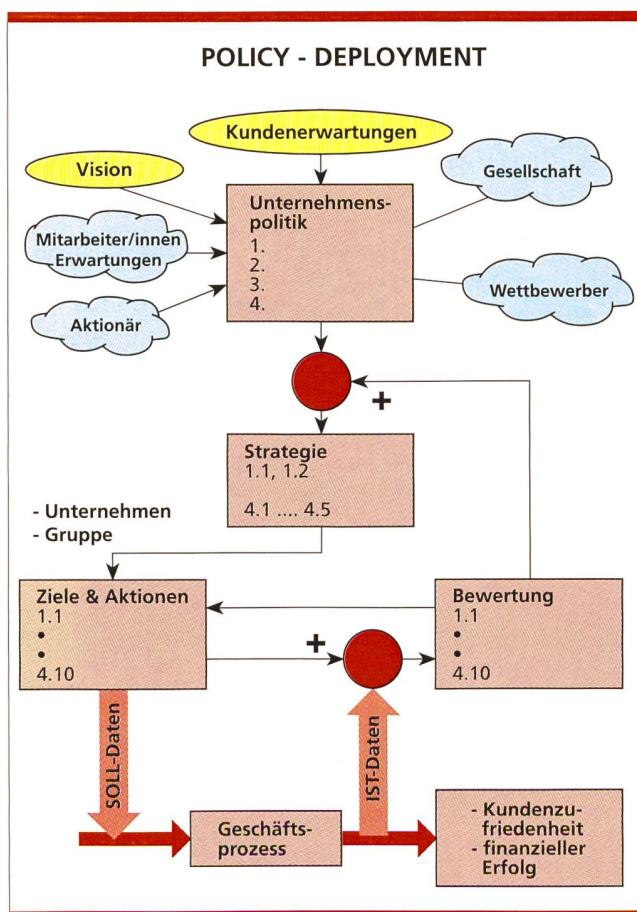 POLICY - DEPLOYMENT
Kundenerwartungen
Vision
Gesellschaft
Unternehmens-
politik
1.
2.
3.
4.
Mitarbeiter/innen
Erwartungen
Wettbewerber
Aktionär
+
Strategie
1.1, 1.2
4.1 .... 4.5
- Unternehmen
- Gruppe
Ziele & Aktionen
1.1
•
•
4.10
+
Bewertung
1.1
•
•
4.10
SOLL-Daten
IST-Daten
Geschäfts-
prozess
- Kundenzu-
friedenheit
- finanzieller
Erfolg